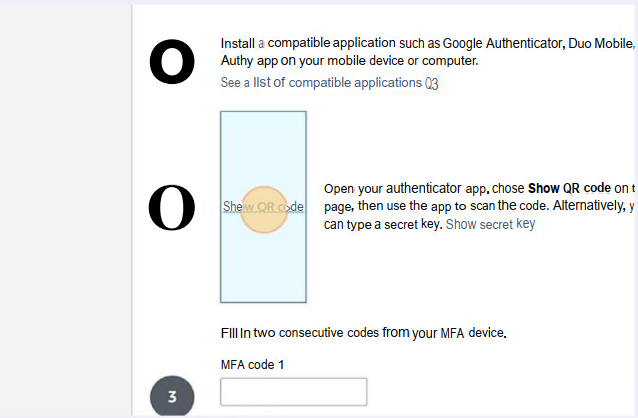 O
Install a compatible application such as Google Authenticator, Duo Mobile,
Authy app on your mobile device or computer.
See a list of compatible applications
O
Show QR code
Open your authenticator app, chose Show QR code on t
page, then use the app to scan the code. Alternatively, y
can type a secret key. Show secret key
Fill in two consecutive codes from your MFA device.
MFA code 1
3